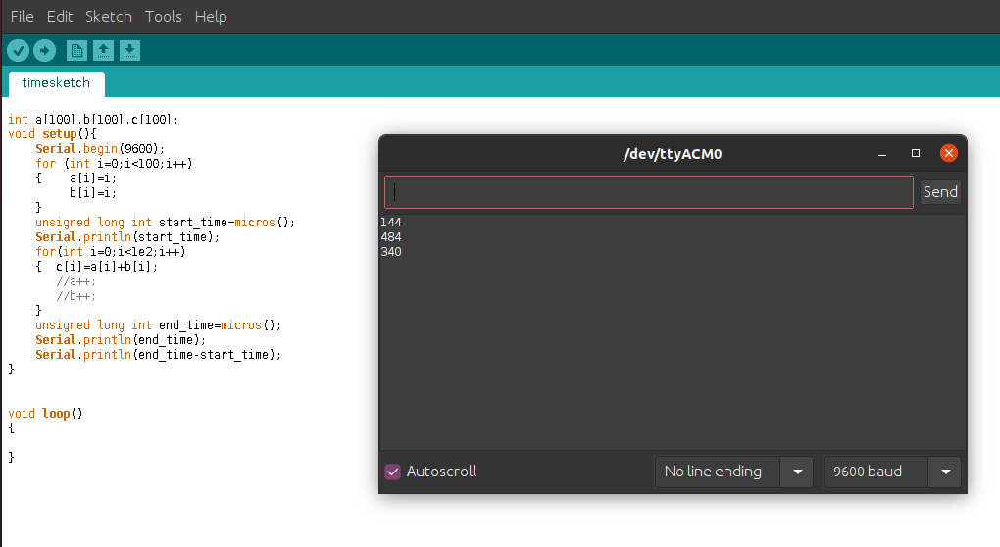 File Edit Sketch Tools Help
timesketch
int a[100],b[100],c[100];
void setup(){
    Serial.begin(9600);
    for (int i=0;i<100;i++)
    {    a[i]=i;
         b[i]=i;
    }
    unsigned long int start_time=micros();
    Serial.println(start_time);
    for(int i=0;i<1e2;i++)
    {  c[i]=a[i]+b[i];
       //a++;
       //b++;
    }
    unsigned long int end_time=micros();
    Serial.println(end_time);
    Serial.println(end_time-start_time);
}
void loop()
{
}
/dev/ttyACM0
Send
144
484
340
Autoscroll
No line ending
9600 baud